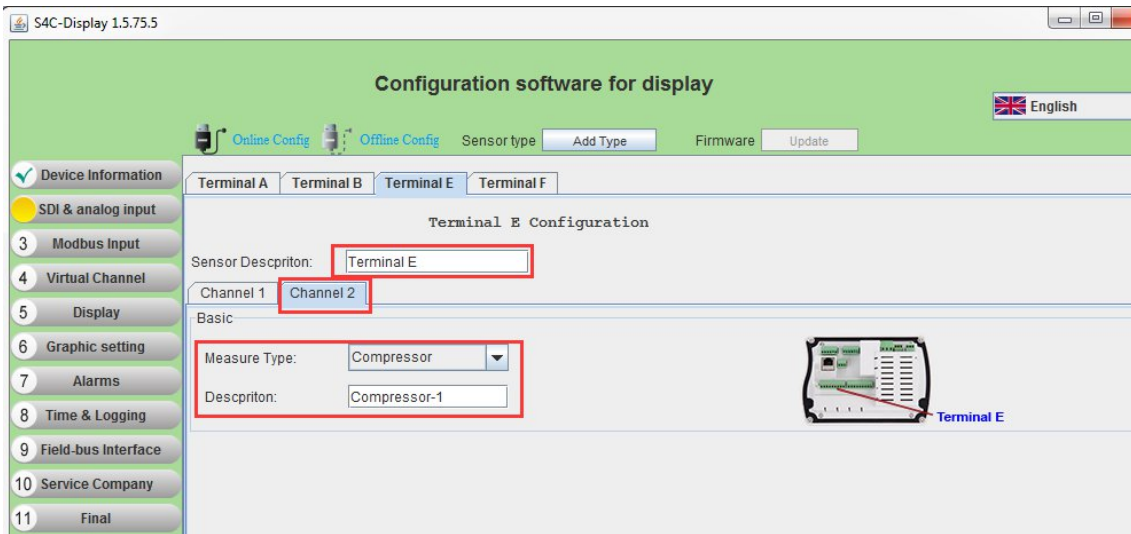 S4C-Display 1.5.75.5
Configuration software for display
English
Online Config Offline Config Sensor type Add Type Firmware Update
Device Information
SDI & analog input
3 Modbus Input
4 Virtual Channel
5 Display
6 Graphic setting
7 Alarms
8 Time & Logging
9 Field-bus Interface
10 Service Company
11 Final
Terminal A Terminal B Terminal E Terminal F
Terminal E Configuration
Sensor Descpriton: Terminal E
Channel 1 Channel 2
Basic
Measure Type: Compressor
Descpriton: Compressor-1
Terminal E